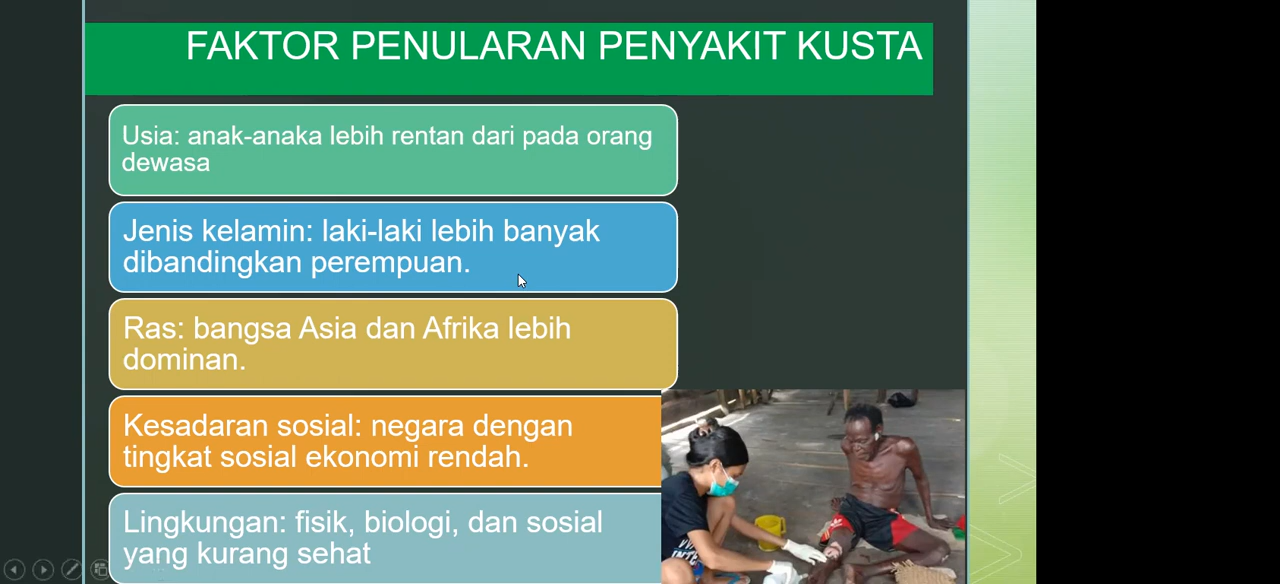 FAKTOR PENULARAN PENYAKIT KUSTA
Usia: anak-anaka lebih rentan dari pada orang
dewasa
Jenis kelamin: laki-laki lebih banyak
dibandingkan perempuan.
Ras: bangsa Asia dan Afrika lebih
dominan.
Kesadaran sosial: negara dengan
tingkat sosial ekonomi rendah.
Lingkungan: fisik, biologi, dan sosial
yang kurang sehat